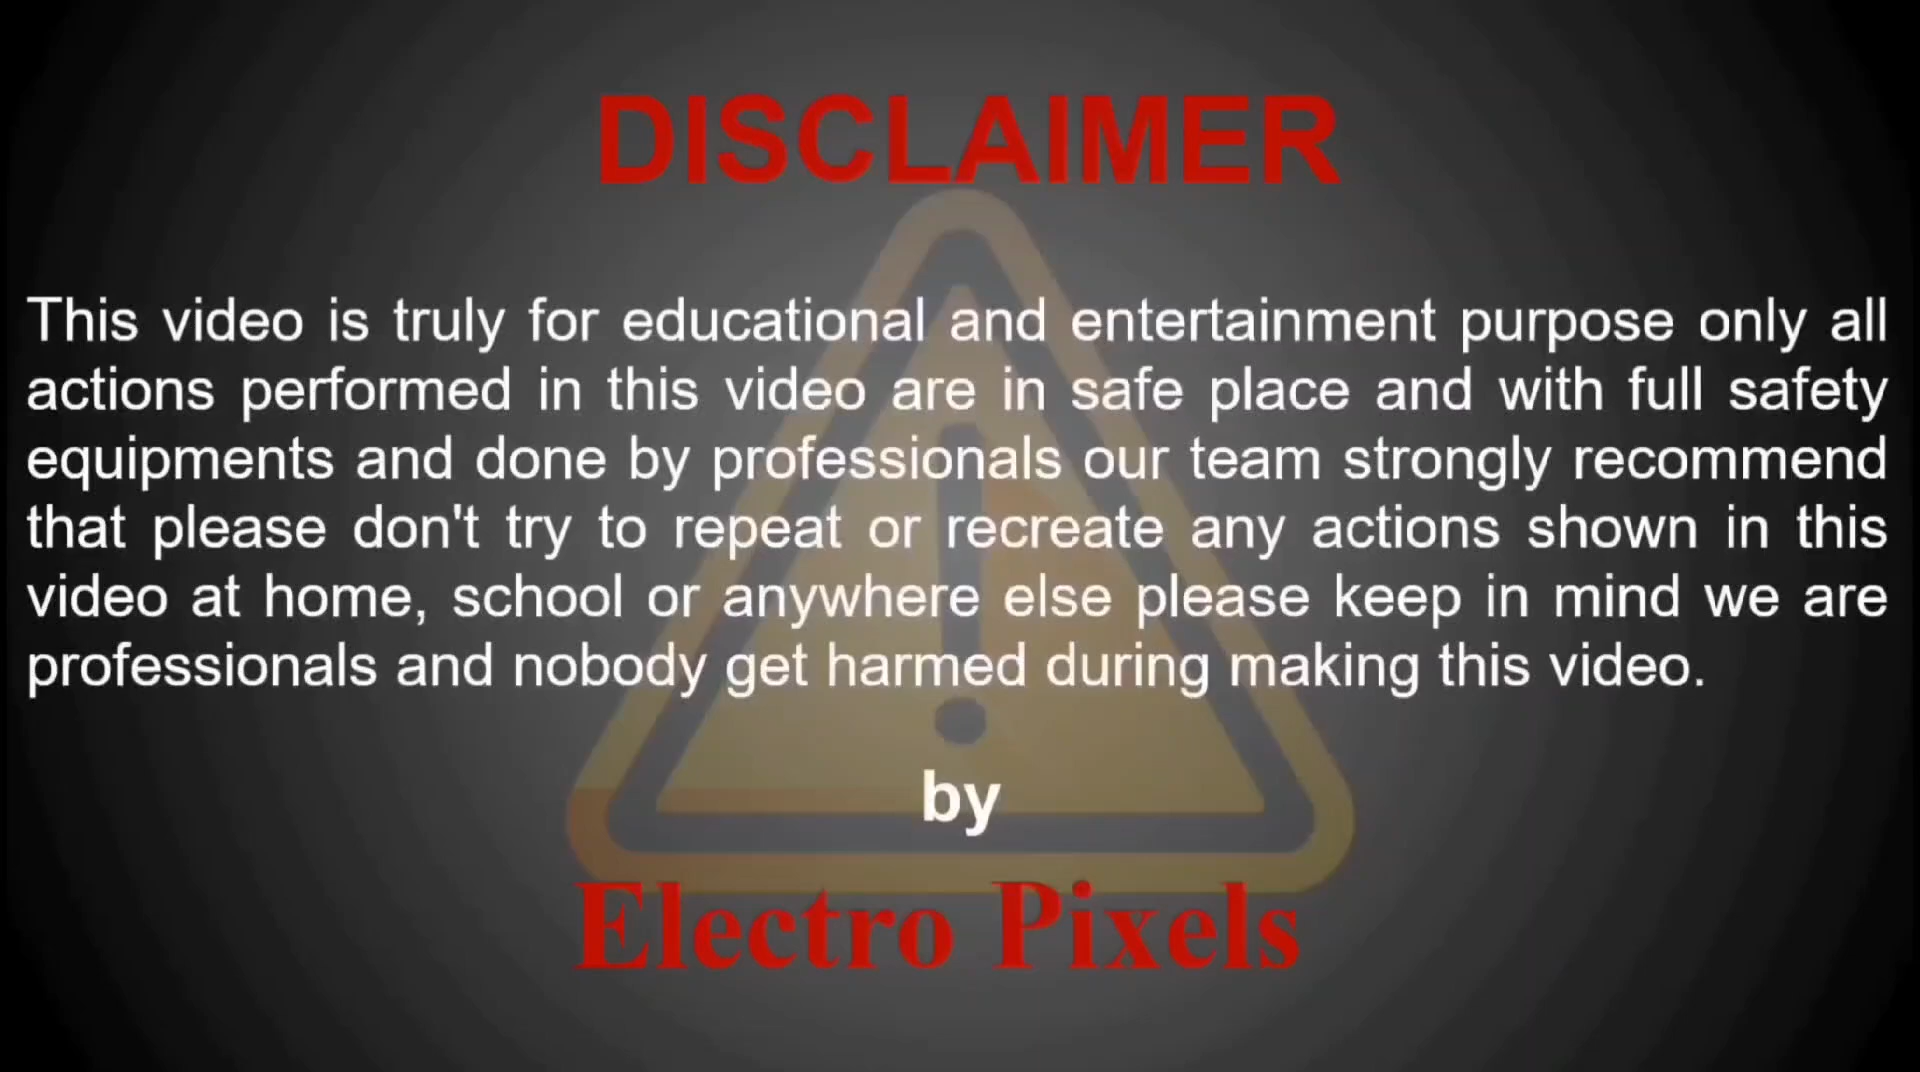 DISCLAIMER
This video is truly for educational and entertainment purpose only all
actions performed in this video are in safe place and with full safety
equipments and done by professionals our team strongly recommend
that please don't try to repeat or recreate any actions shown in this
video at home, school or anywhere else please keep in mind we are
professionals and nobody get harmed during making this video.
by
Electro Pixels